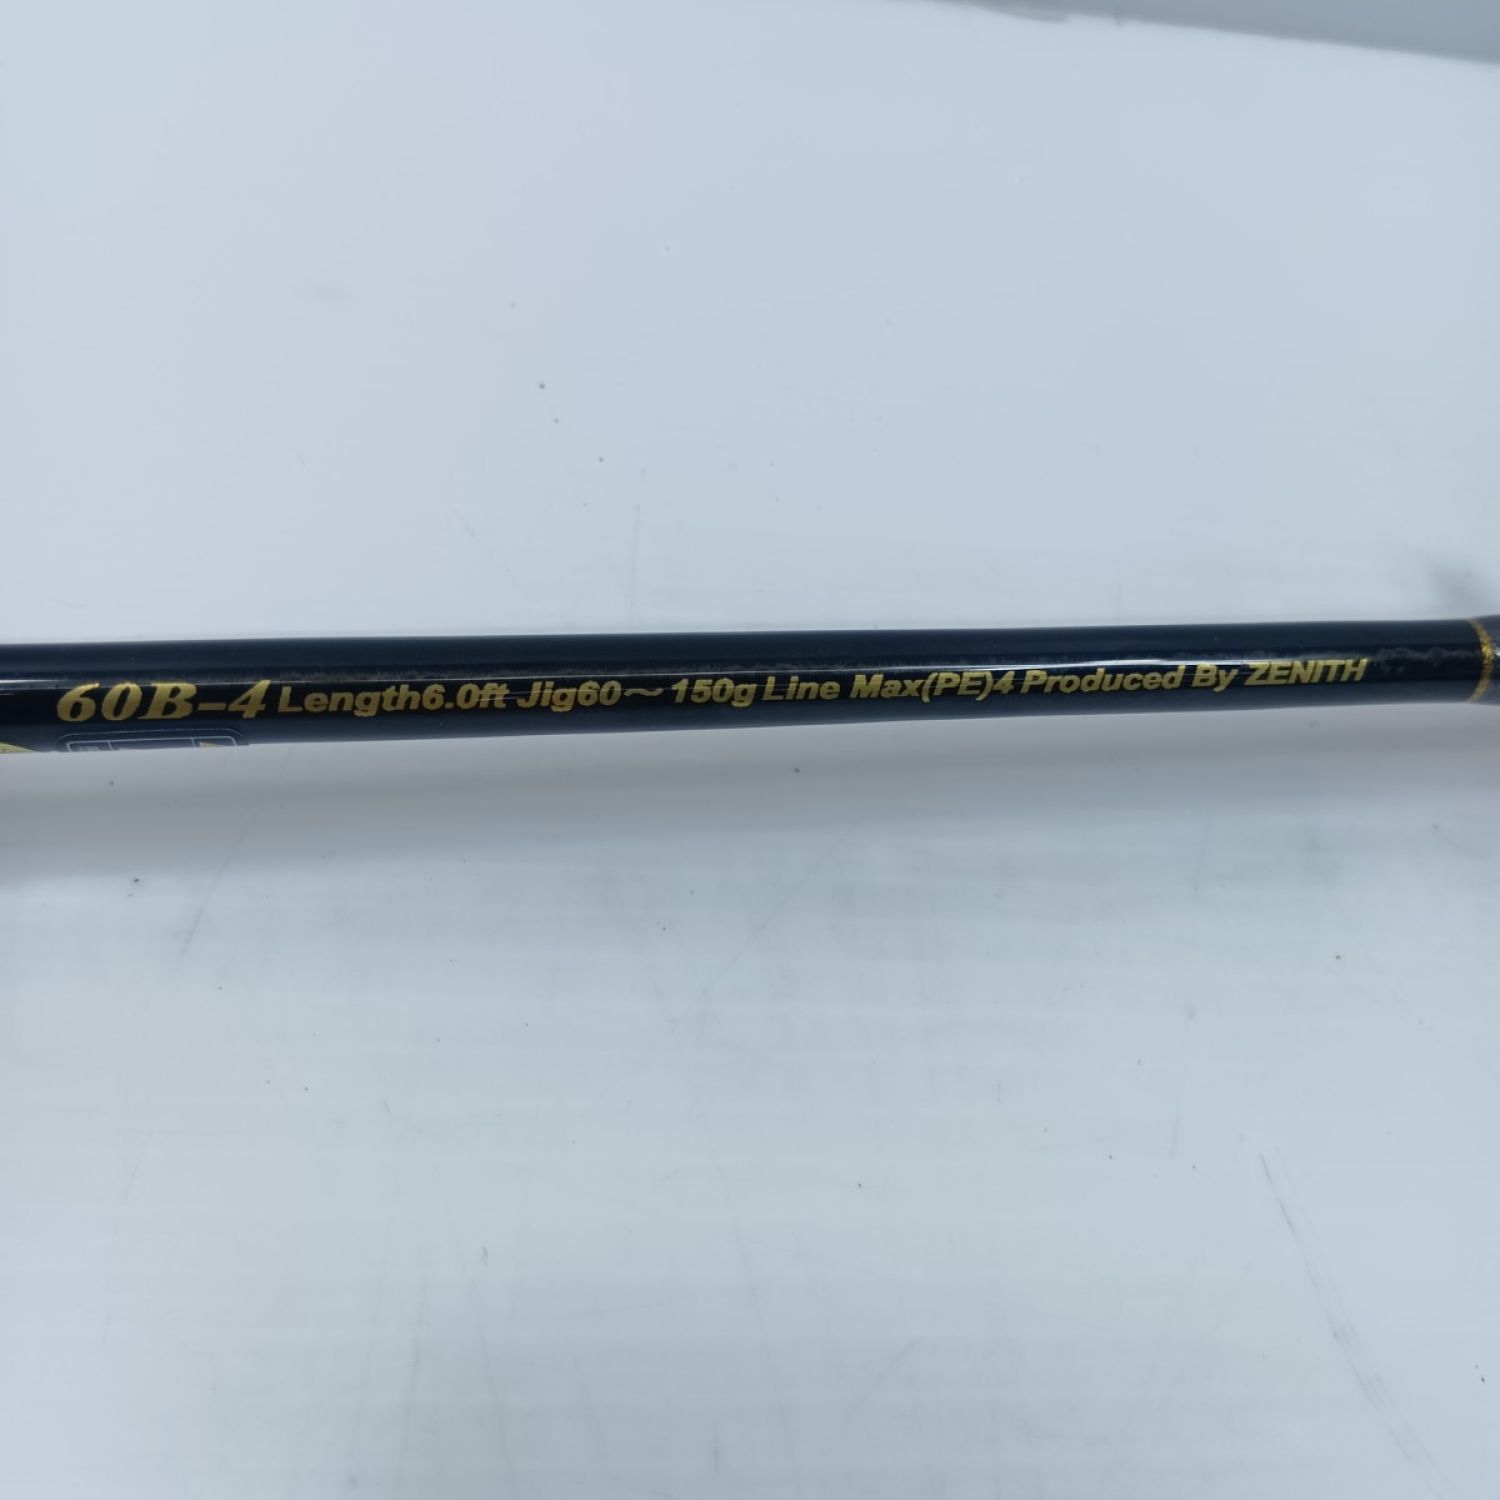 60B-4 Length6.0ft Jig60～150g Line Max(PE)4 Produced By ZENITH